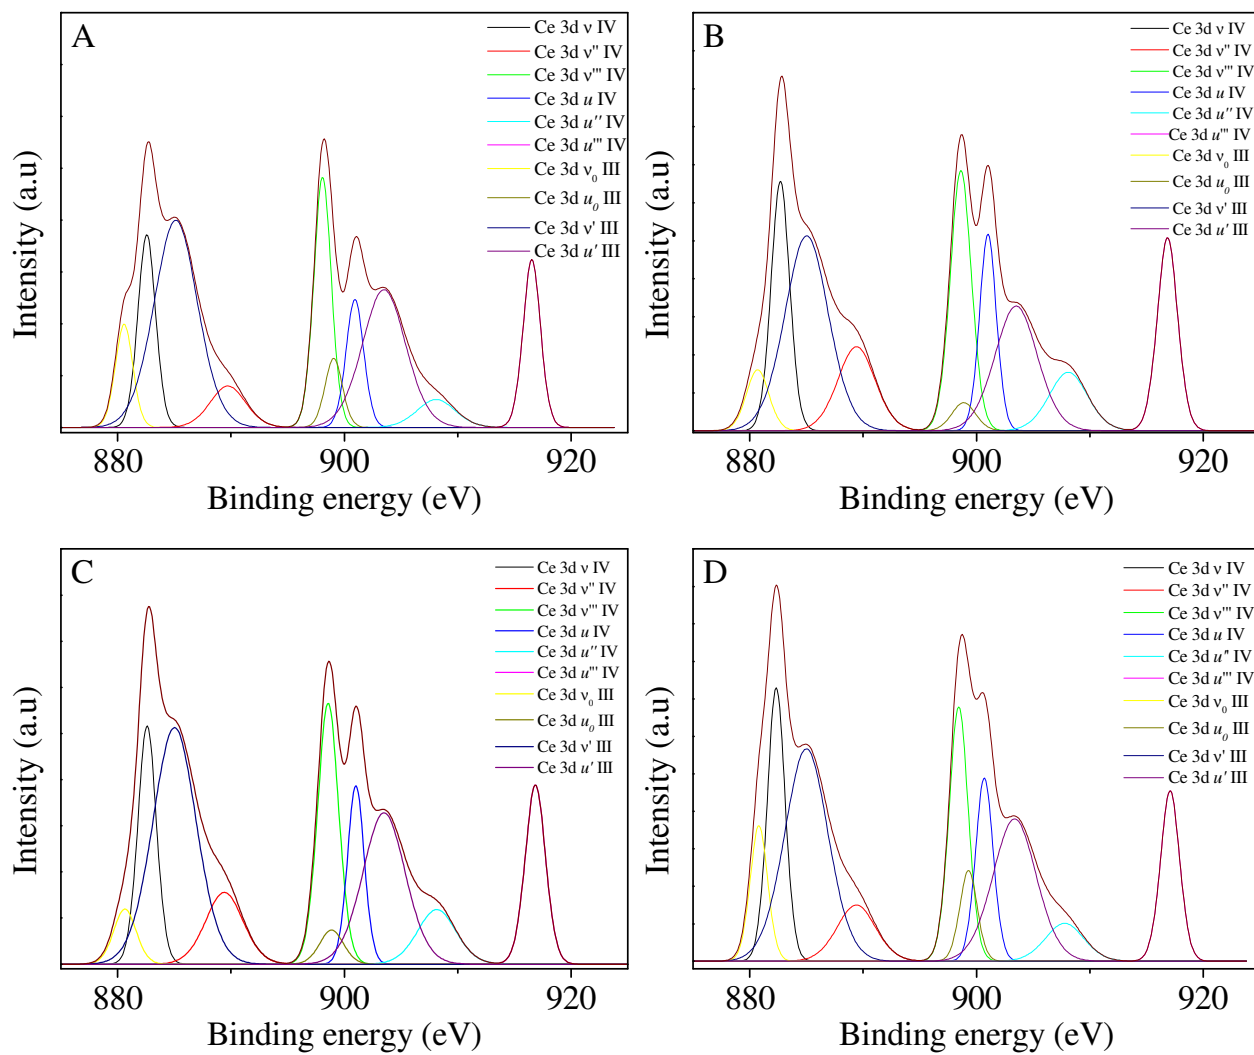 A
Ce 3d ν IV
Ce 3d ν'' IV
Ce 3d ν''' IV
Ce 3d u IV
Ce 3d u'' IV
Ce 3d u''' IV
Ce 3d ν₀ III
Ce 3d u₀ III
Ce 3d ν' III
Ce 3d u' III
Intensity (a.u)
880 900 920
Binding energy (eV)
B
Ce 3d ν IV
Ce 3d ν'' IV
Ce 3d ν''' IV
Ce 3d u IV
Ce 3d u'' IV
Ce 3d u''' IV
Ce 3d ν₀ III
Ce 3d u₀ III
Ce 3d ν' III
Ce 3d u' III
Intensity (a.u)
880 900 920
Binding energy (eV)
C
Ce 3d ν IV
Ce 3d ν'' IV
Ce 3d ν''' IV
Ce 3d u IV
Ce 3d u'' IV
Ce 3d u''' IV
Ce 3d ν₀ III
Ce 3d u₀ III
Ce 3d ν' III
Ce 3d u' III
Intensity (a.u)
880 900 920
Binding energy (eV)
D
Ce 3d ν IV
Ce 3d ν'' IV
Ce 3d ν''' IV
Ce 3d u IV
Ce 3d u'' IV
Ce 3d u''' IV
Ce 3d ν₀ III
Ce 3d u₀ III
Ce 3d ν' III
Ce 3d u' III
Intensity (a.u)
880 900 920
Binding energy (eV)